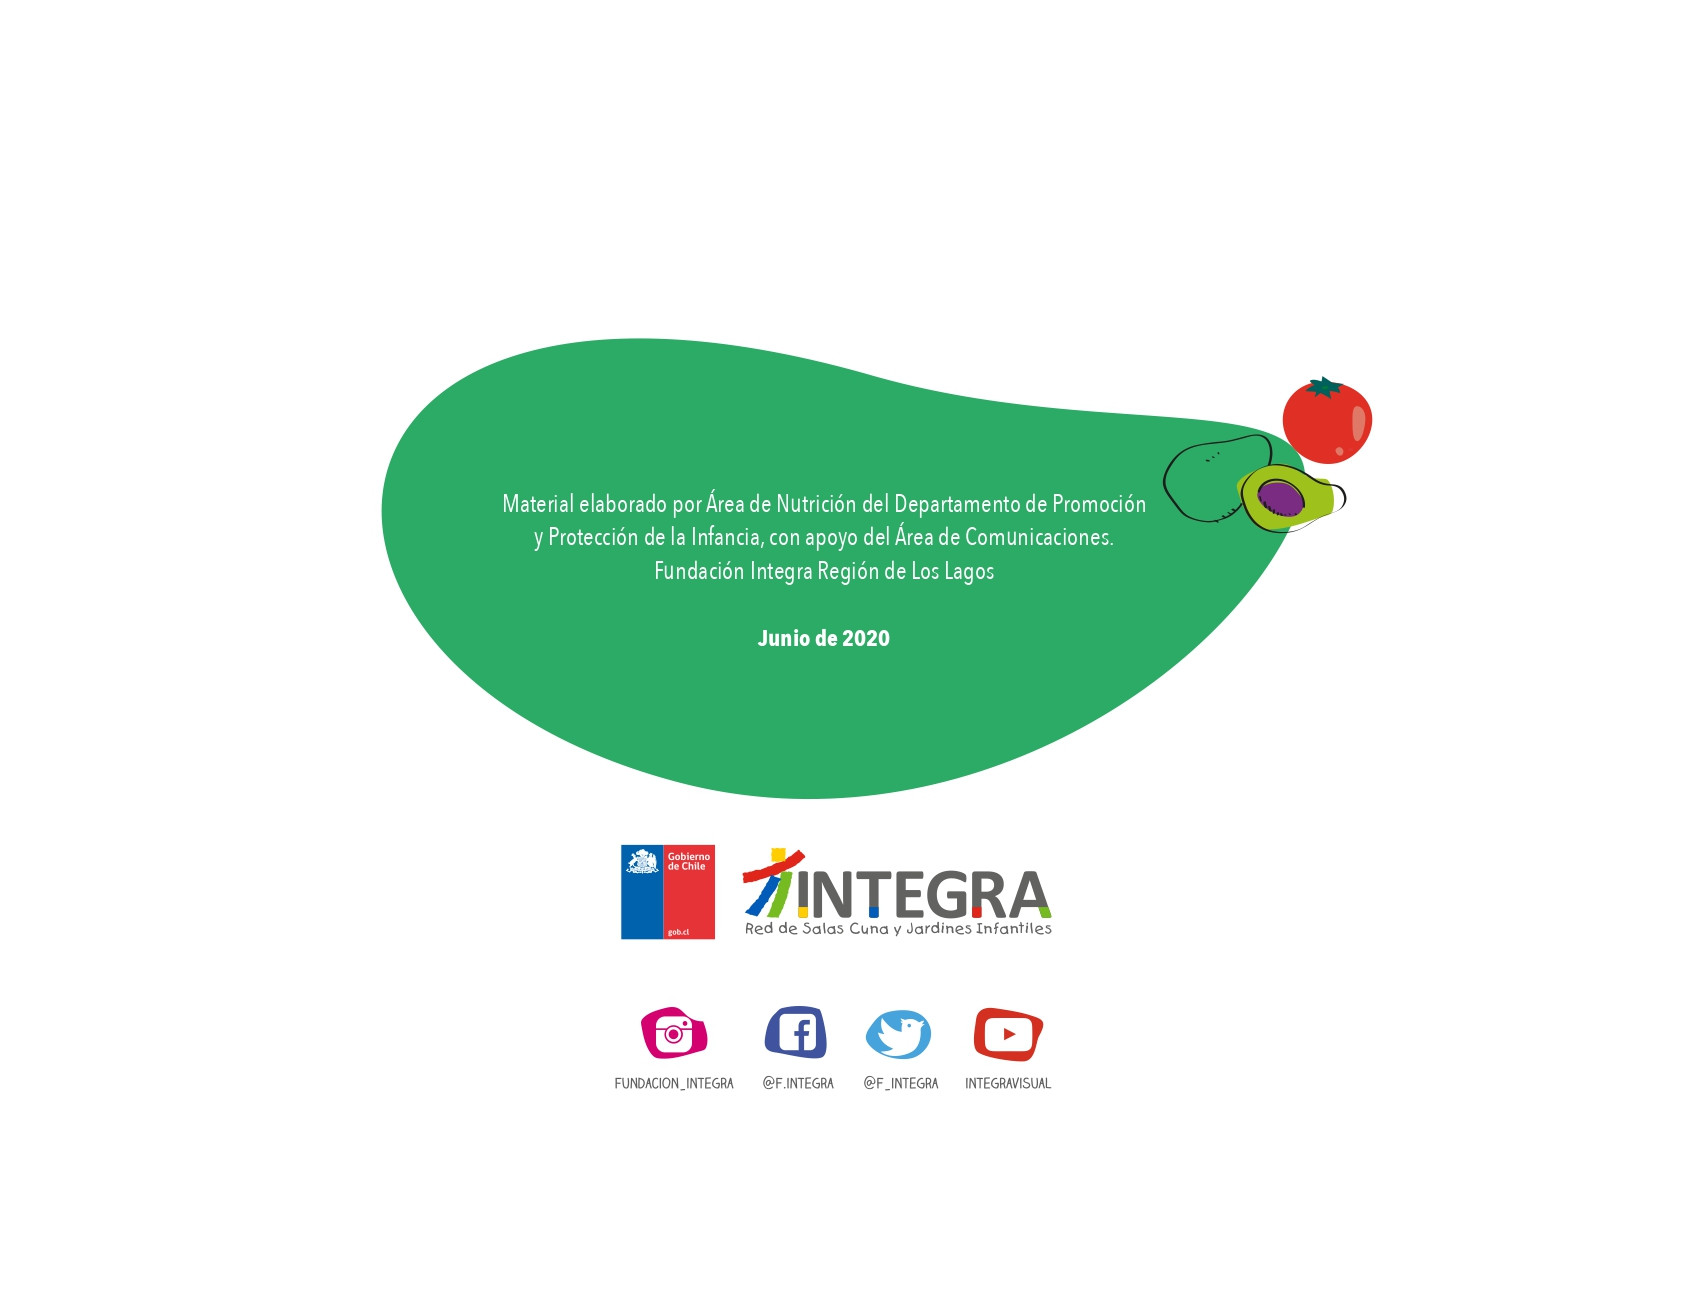 Material elaborado por Área de Nutrición del Departamento de Promoción
y Protección de la Infancia, con apoyo del Área de Comunicaciones.
Fundación Integra Región de Los Lagos
Junio de 2020
Gobierno
de Chile
gob.cl
INTEGRA
Red de Salas Cuna y Jardines Infantiles
FUNDACION_INTEGRA
@F.INTEGRA
@F_INTEGRA
INTEGRAVISUAL